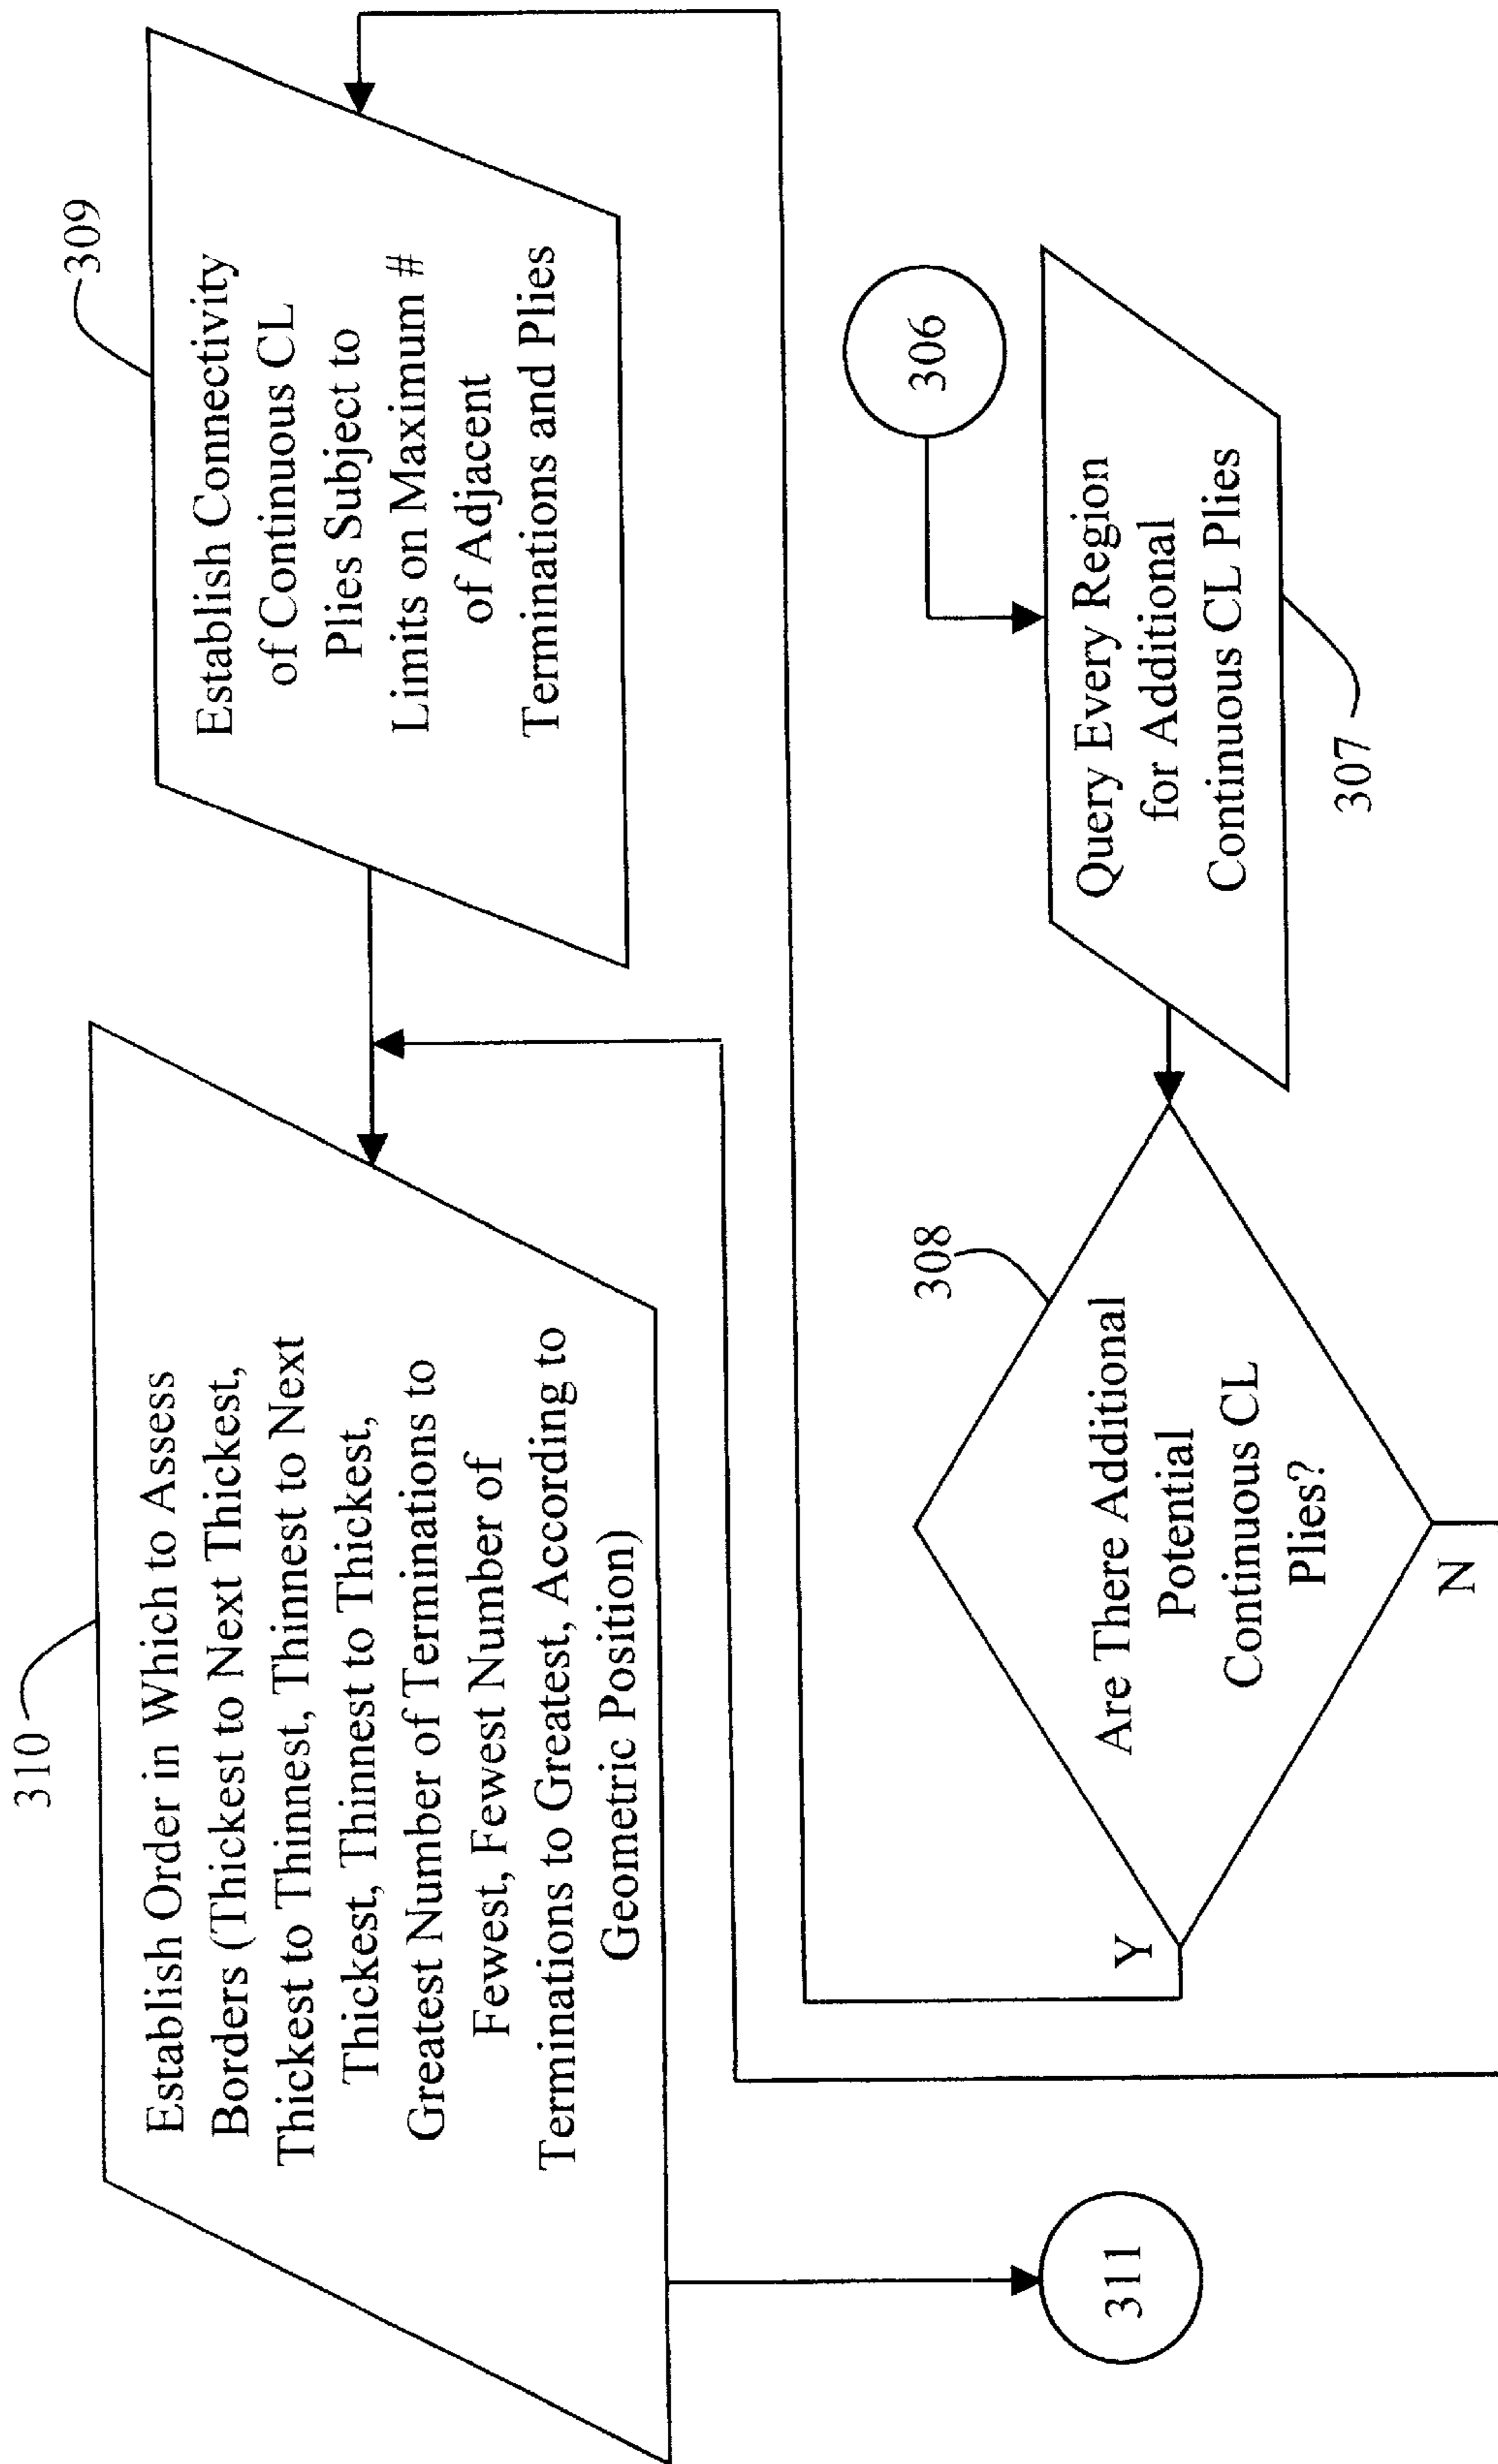 310
Establish Order in Which to Assess
Borders (Thickest to Next Thickest,
Thickest to Thinnest, Thinnest to Next
Thickest, Thinnest to Thickest,
Greatest Number of Terminations to
Fewest, Fewest Number of
Terminations to Greatest, According to
Geometric Position)
309
Establish Connectivity
of Continuous CL
Plies Subject to
Limits on Maximum #
of Adjacent
Terminations and Plies
311
308
Are There Additional
Potential
Continuous CL
Plies?
Y
N
306
Query Every Region
for Additional
Continuous CL Plies
307